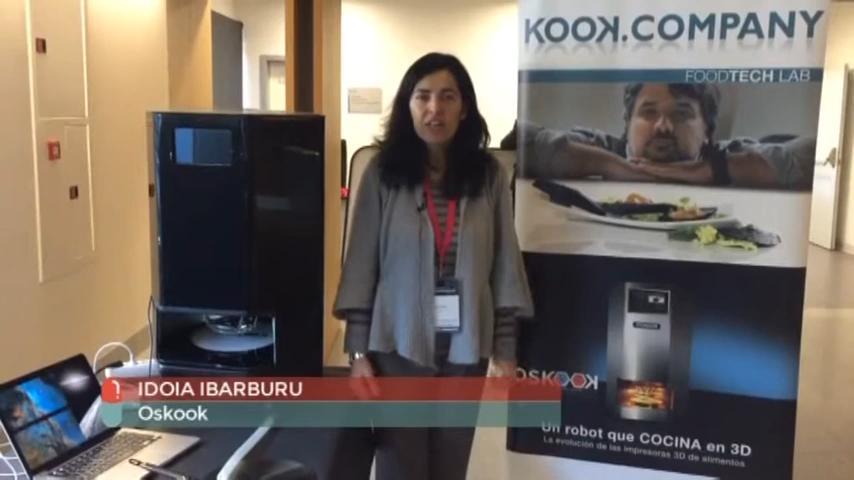 KOOK.COMPANY
FOODTECH LAB
OSKOOK
Un robot que COCINA en 3D
La evolución de las impresoras 3D de alimentos
IDOIA IBARBURU
Oskook